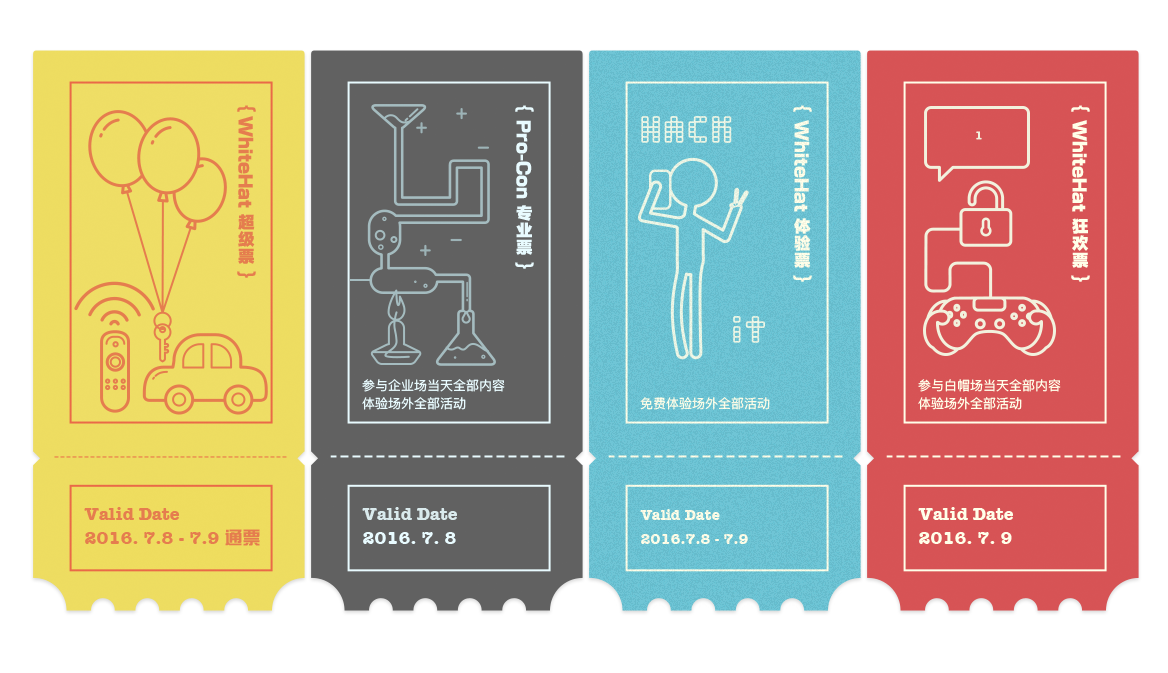 { WhiteHat 超级票 }
Valid Date
2016. 7.8 - 7.9 通票
{ Pro-Con 专业票 }
参与企业场当天全部内容
体验场外全部活动
Valid Date
2016. 7. 8
HACK
{ WhiteHat 体验票 }
it
免费体验场外全部活动
Valid Date
2016.7.8 - 7.9
1
{ WhiteHat 狂欢票 }
参与白帽场当天全部内容
体验场外全部活动
Valid Date
2016. 7. 9